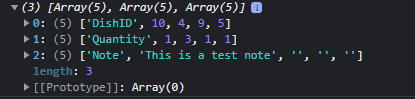 (3) [Array(5), Array(5), Array(5)] i
0: (5) ['DishID', 10, 4, 9, 5]
1: (5) ['Quantity', 1, 3, 1, 1]
2: (5) ['Note', 'This is a test note', '', '', '']
length: 3
[[Prototype]]: Array(0)